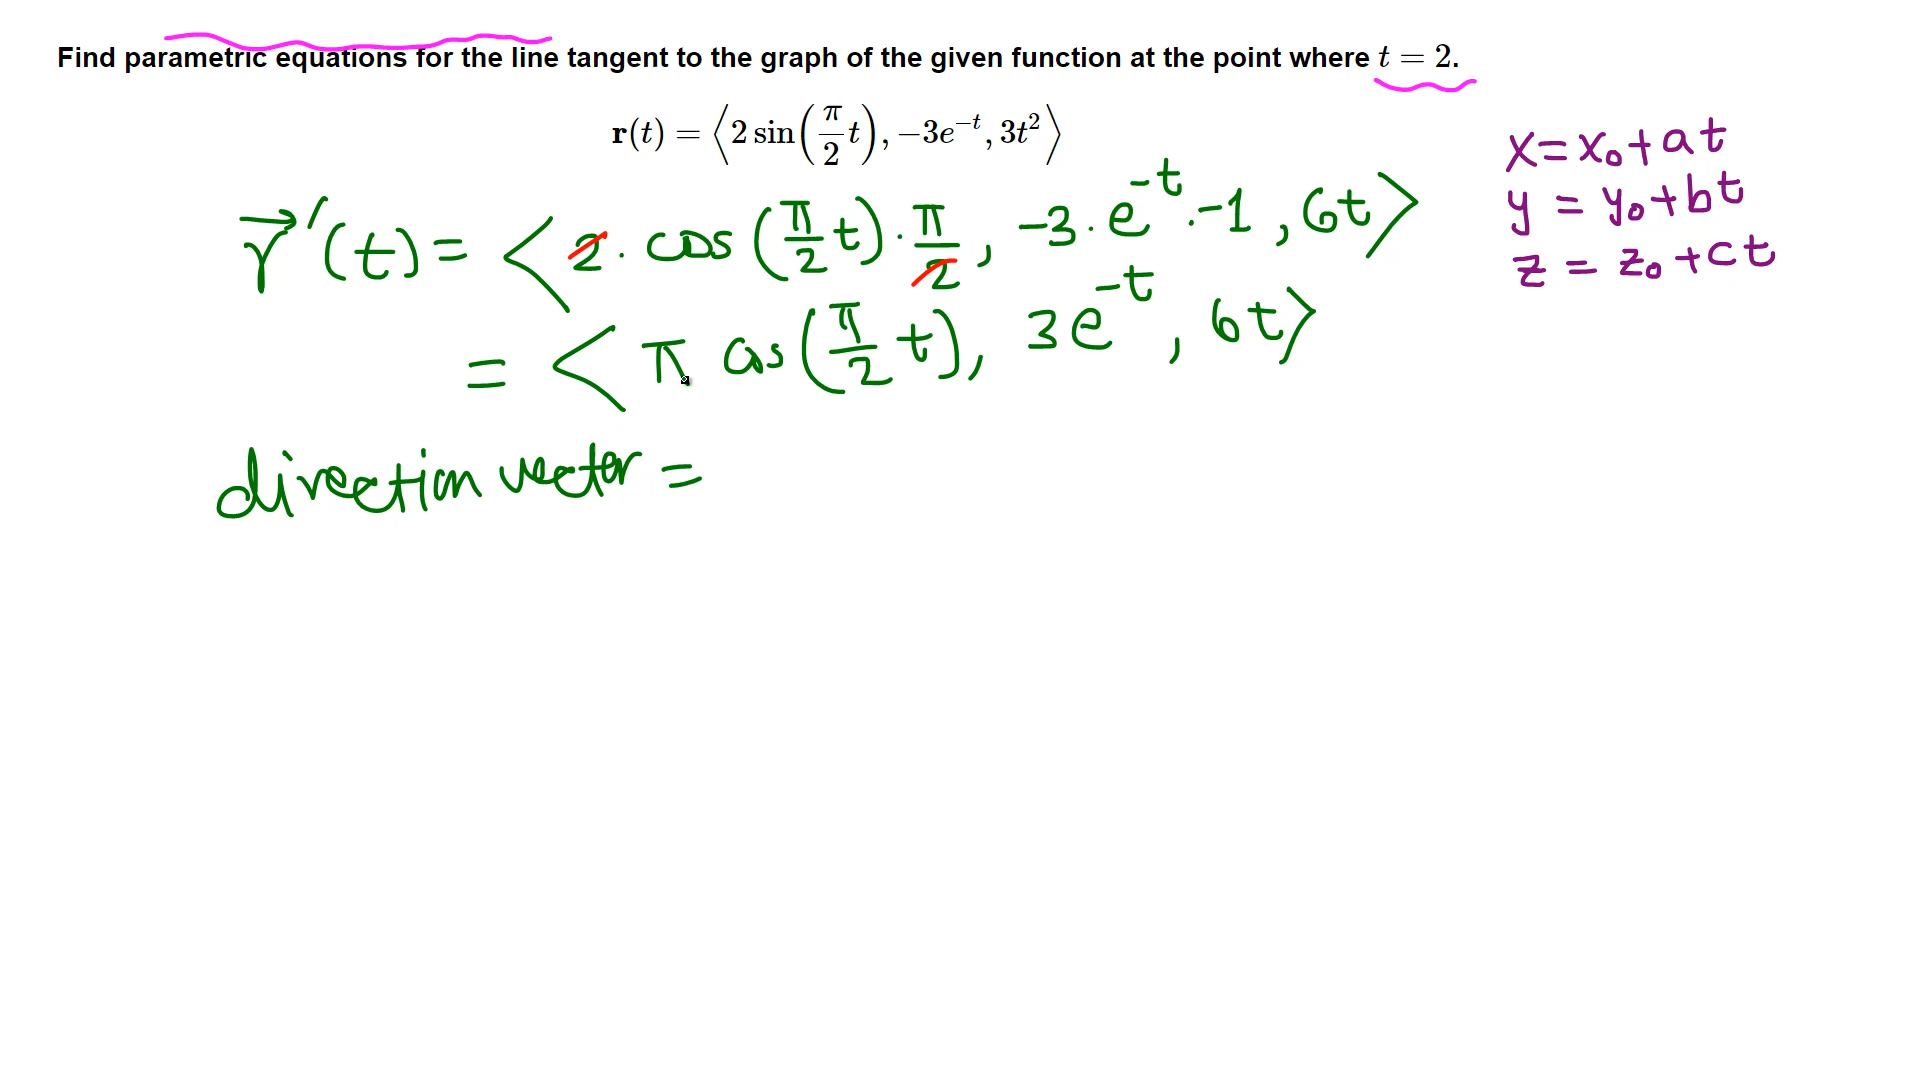 Find parametric equations for the line tangent to the graph of the given function at the point where t = 2.
r(t) = ⟨2 sin(π/2 t), −3e^{−t}, 3t²⟩
x = x₀ + at
y = y₀ + bt
z = z₀ + ct
r⃗'(t) = <2 · cos(π/2 t) · π/2, −3 · e^{−t} · −1, 6t>
= <π cos(π/2 t), 3e^{−t}, 6t>
direction vector =